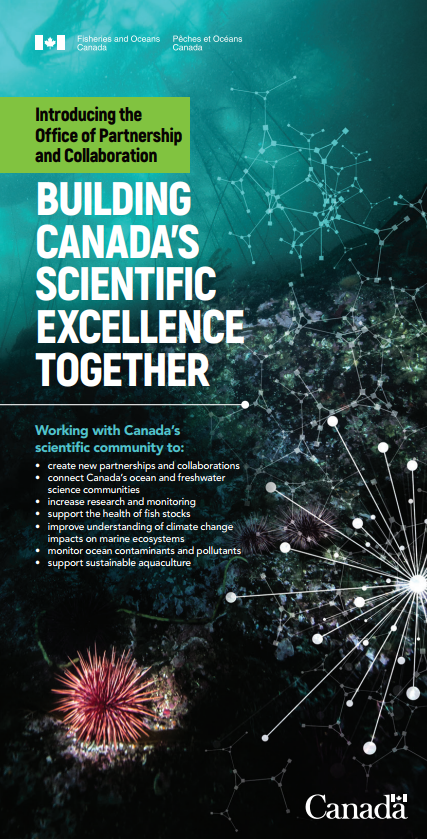 Fisheries and Oceans
Canada
Pêches et Océans
Canada
Introducing the
Office of Partnership
and Collaboration
BUILDING
CANADA'S
SCIENTIFIC
EXCELLENCE
TOGETHER
Working with Canada's
scientific community to:
• create new partnerships and collaborations
• connect Canada's ocean and freshwater
science communities
• increase research and monitoring
• support the health of fish stocks
• improve understanding of climate change
impacts on marine ecosystems
• monitor ocean contaminants and pollutants
• support sustainable aquaculture
Canada